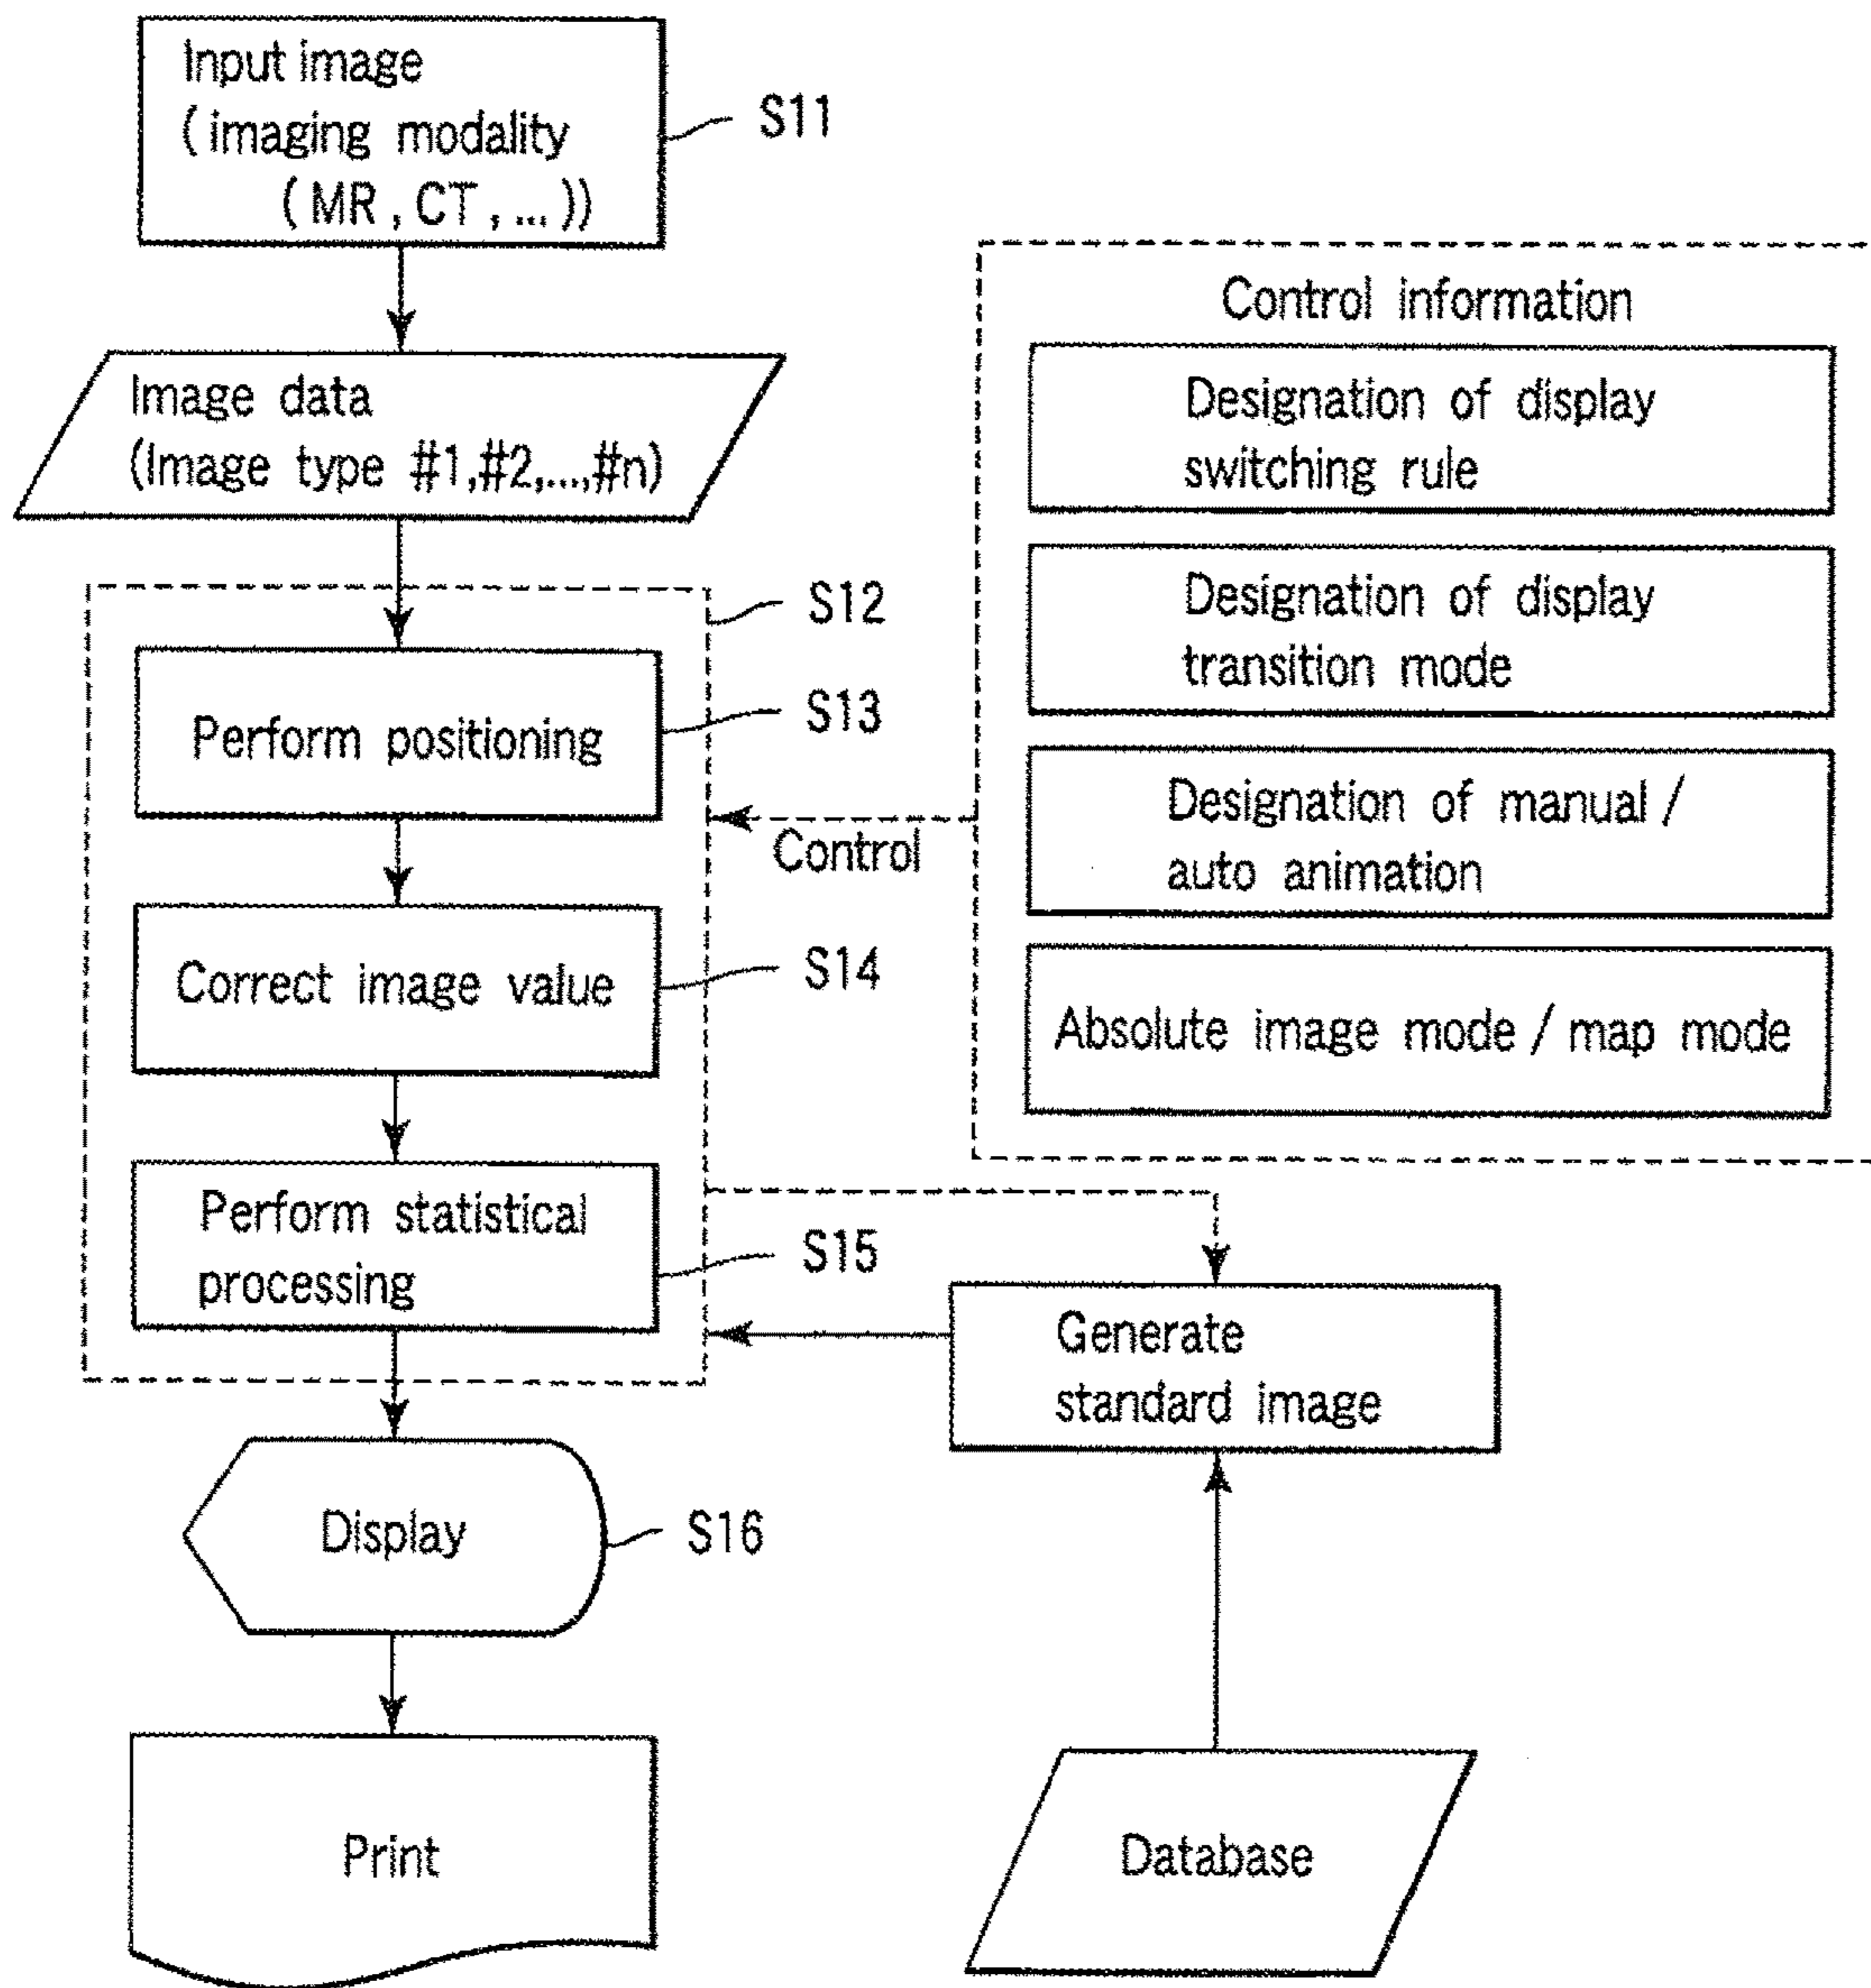 Input image
(imaging modality
(MR, CT, ... ))
S11
Image data
(Image type #1,#2,...,#n)
S12
Perform positioning
S13
Correct image value
S14
Perform statistical
processing
S15
Display
S16
Print
Control
Control information
Designation of display
switching rule
Designation of display
transition mode
Designation of manual /
auto animation
Absolute image mode / map mode
Generate
standard image
Database